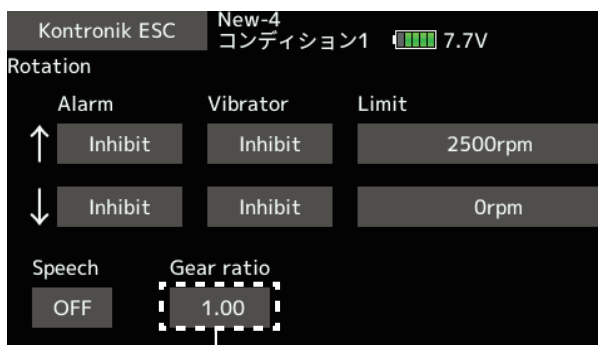 Kontronik ESC
New-4
コンディション1 7.7V
Rotation
Alarm Vibrator Limit
↑ Inhibit Inhibit 2500rpm
↓ Inhibit Inhibit 0rpm
Speech Gear ratio
OFF 1.00